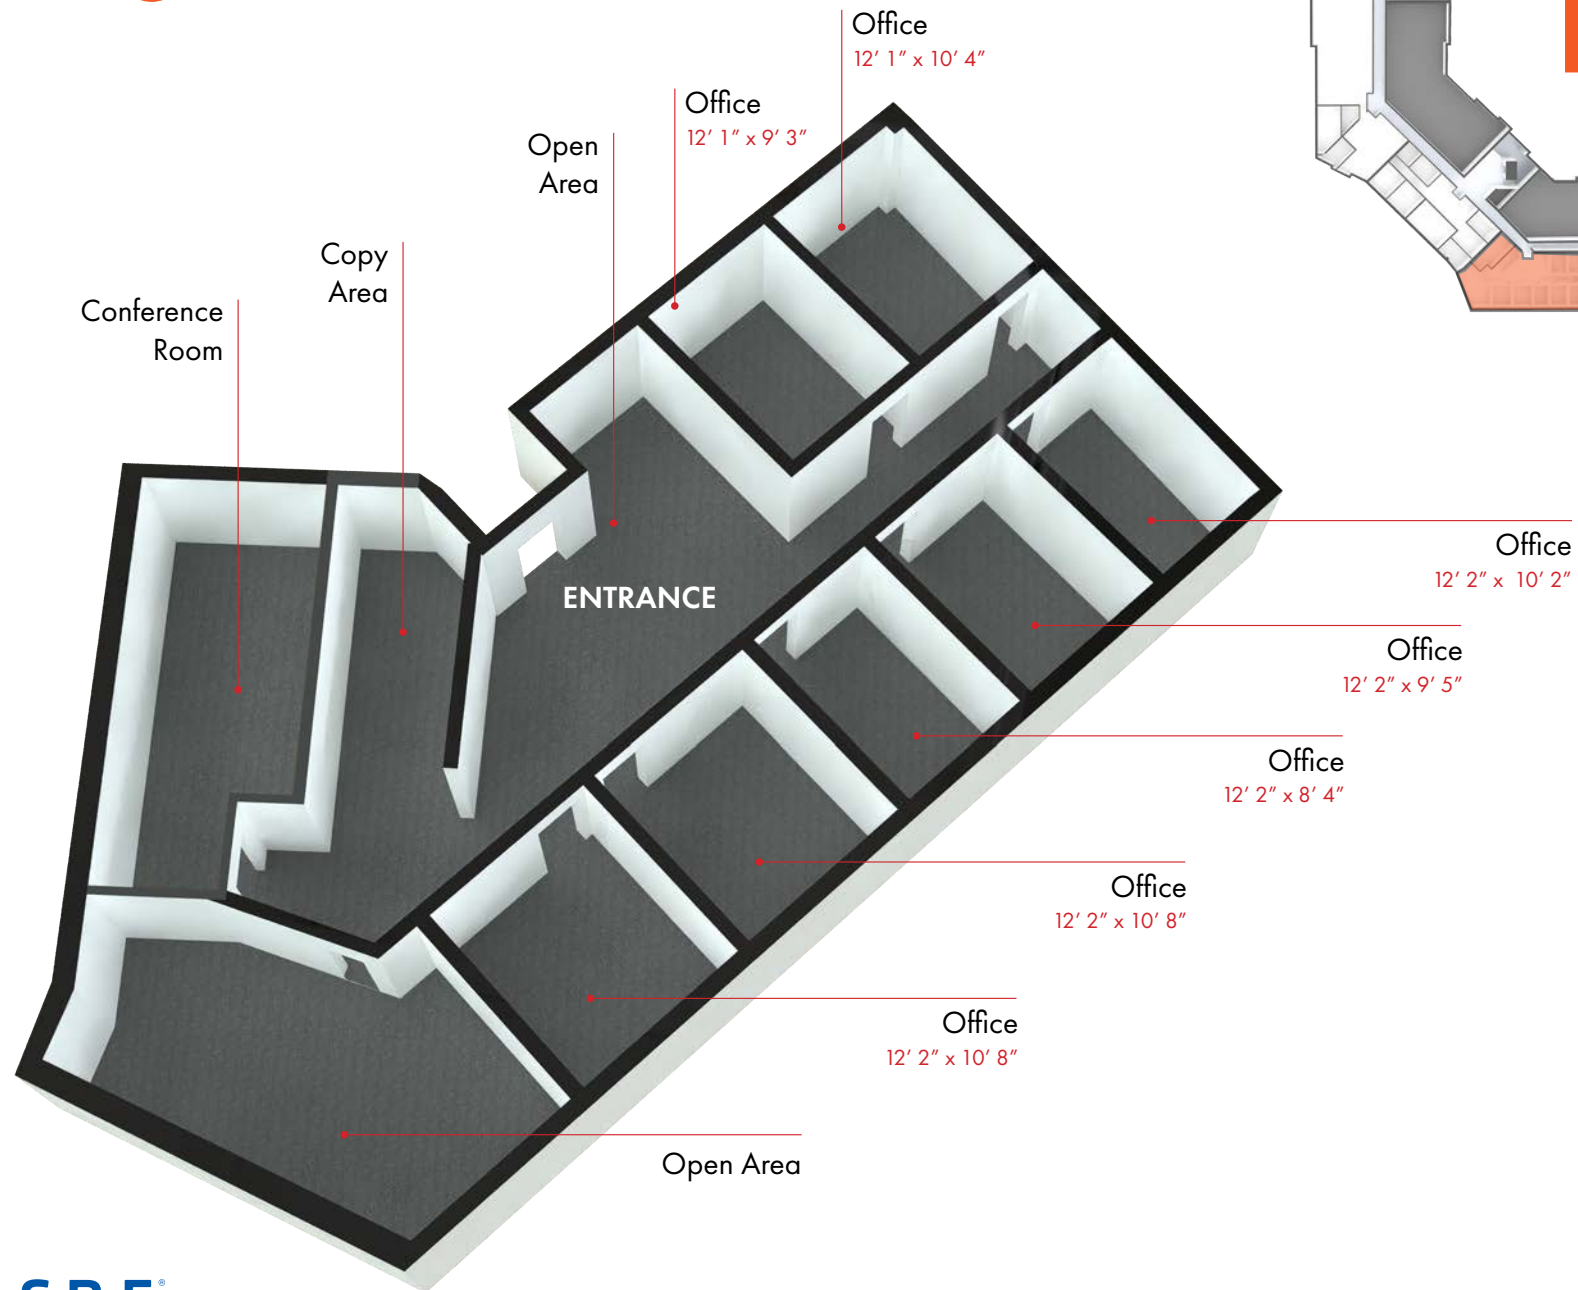 Office
12' 1" x 10' 4"
Office
12' 1" x 9' 3"
Open
Area
Copy
Area
Conference
Room
ENTRANCE
Office
12' 2" x 10' 2"
Office
12' 2" x 9' 5"
Office
12' 2" x 8' 4"
Office
12' 2" x 10' 8"
Office
12' 2" x 10' 8"
Open Area